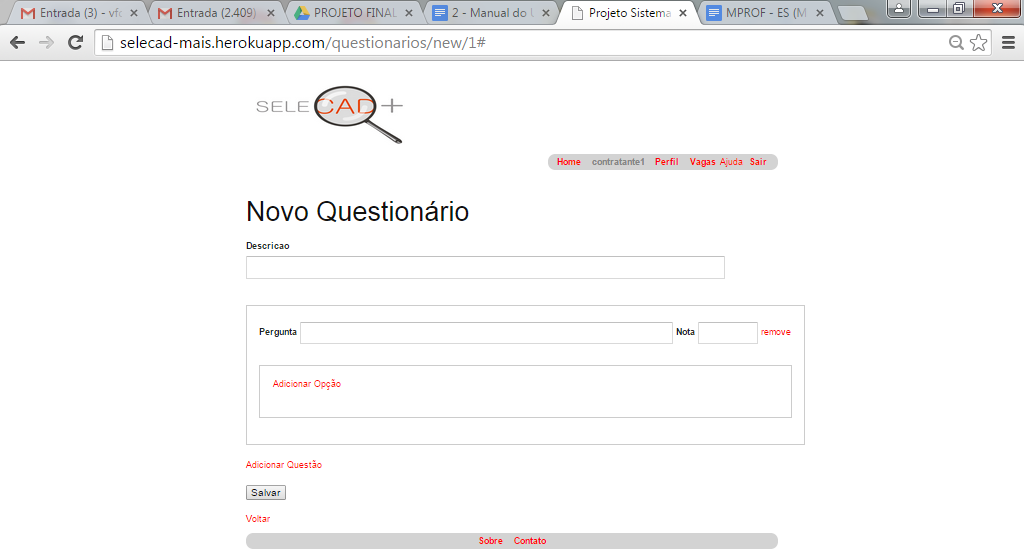 Entrada (3) - vfc
Entrada (2.409)
PROJETO FINAL
2 - Manual do U
Projeto Sistema
MPROF - ES (M
selecad-mais.herokuapp.com/questionarios/new/1#
SELECAD+
Home contratante1 Perfil Vagas Ajuda Sair
Novo Questionário
Descricao
Pergunta Nota remove
Adicionar Opção
Adicionar Questão
Salvar
Voltar
Sobre Contato